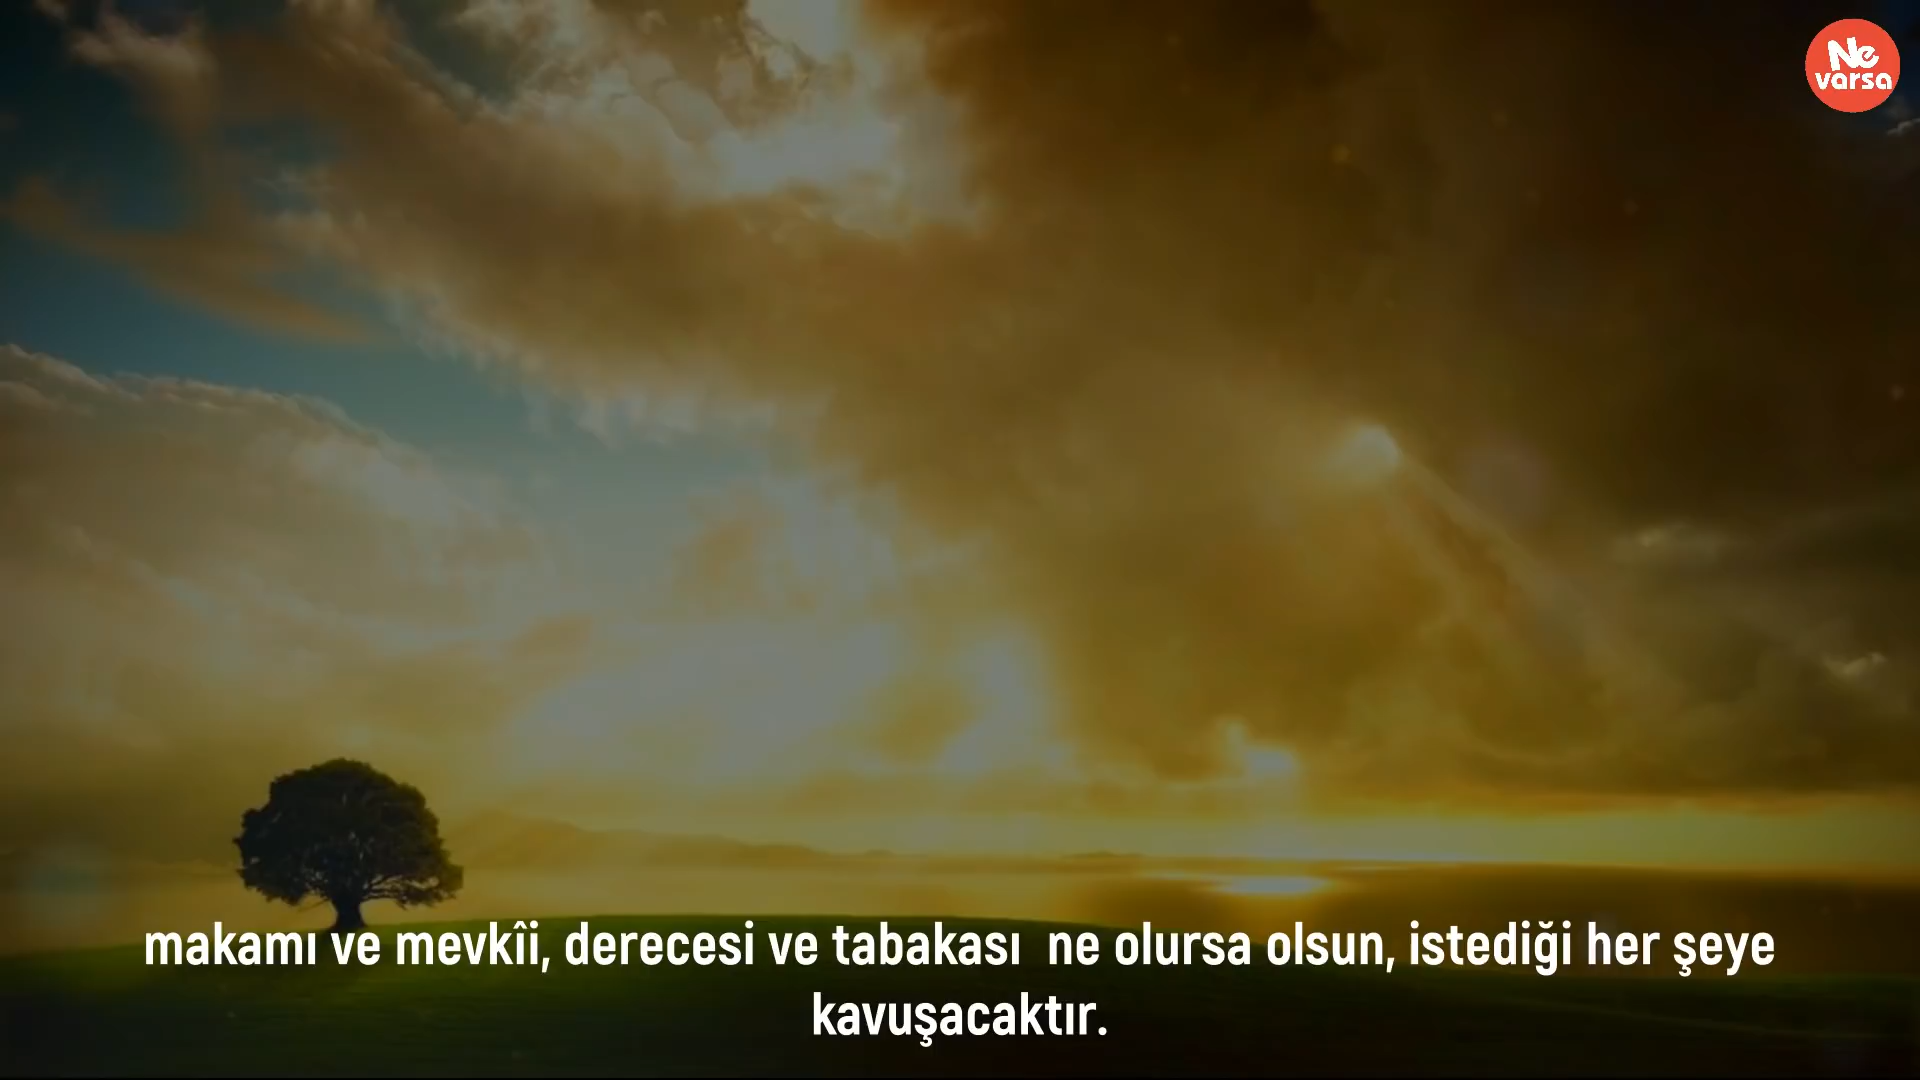 Ne
varsa
makamı ve mevkîi, derecesi ve tabakası  ne olursa olsun, istediği her şeye
kavuşacaktır.